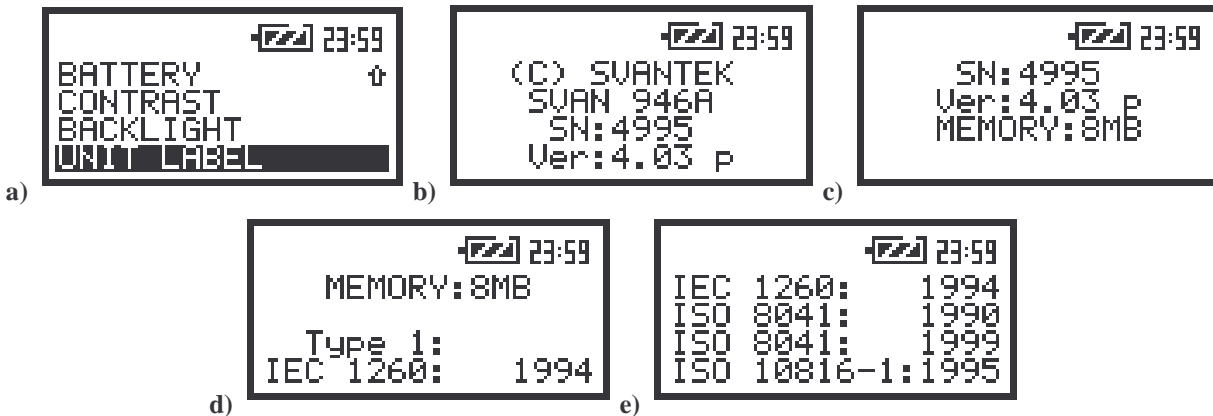 23:59
BATTERY
CONTRAST
BACKLIGHT
UNIT LABEL
a)
23:59
(C) SVANTEK
SVAN 946A
SN:4995
Ver:4.03 p
b)
23:59
SN:4995
Ver:4.03 p
MEMORY:8MB
c)
23:59
MEMORY:8MB
Type 1:
IEC 1260: 1994
d)
23:59
IEC 1260: 1994
ISO 8041: 1990
ISO 8041: 1999
ISO 10816-1:1995
e)